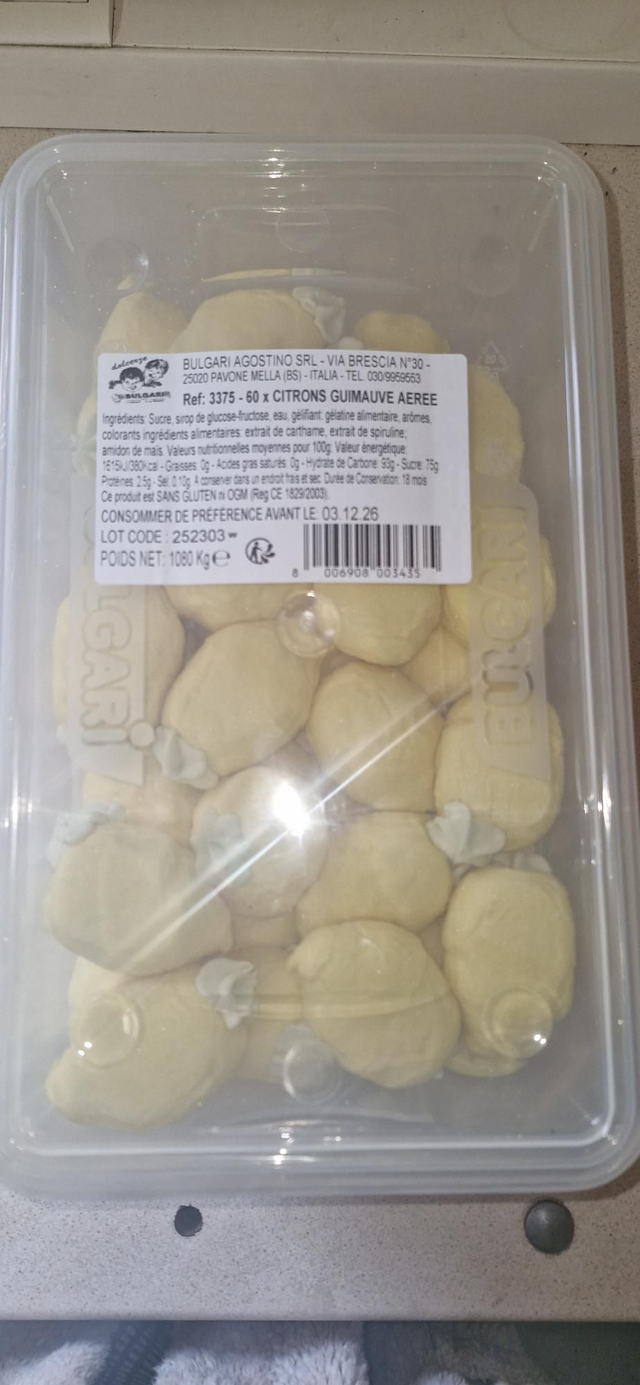 dolceezze
BULGARI
BULGARI AGOSTINO SRL - VIA BRESCIA N°30 -
25020 PAVONE MELLA (BS) - ITALIA - TEL. 030/9959553
Ref: 3375 - 60 x CITRONS GUIMAUVE AEREE
Ingrédients: Sucre, sirop de glucose-fructose, eau, gélifiant: gélatine alimentaire, arômes,
colorants ingrédients alimentaires: extrait de carthame, extrait de spiruline;
amidon de maïs. Valeurs nutritionnelles moyennes pour 100g: Valeur énergétique:
1615kJ/380Kcal - Graisses: 0g - Acides gras saturés: 0g - Hydrate de Carbone: 93g - Sucre: 75g
Protéines: 2.5g - Sel: 0,10g. A conserver dans un endroit frais et sec. Durée de Conservation: 18 mois
Ce produit est SANS GLUTEN ni OGM (Reg CE 1829/2003).
CONSOMMER DE PRÉFÉRENCE AVANT LE: 03.12.26
LOT CODE : 252303 w
POIDS NET: 1080 Kg e
8 006908 003435
BULGARI
BULGARI